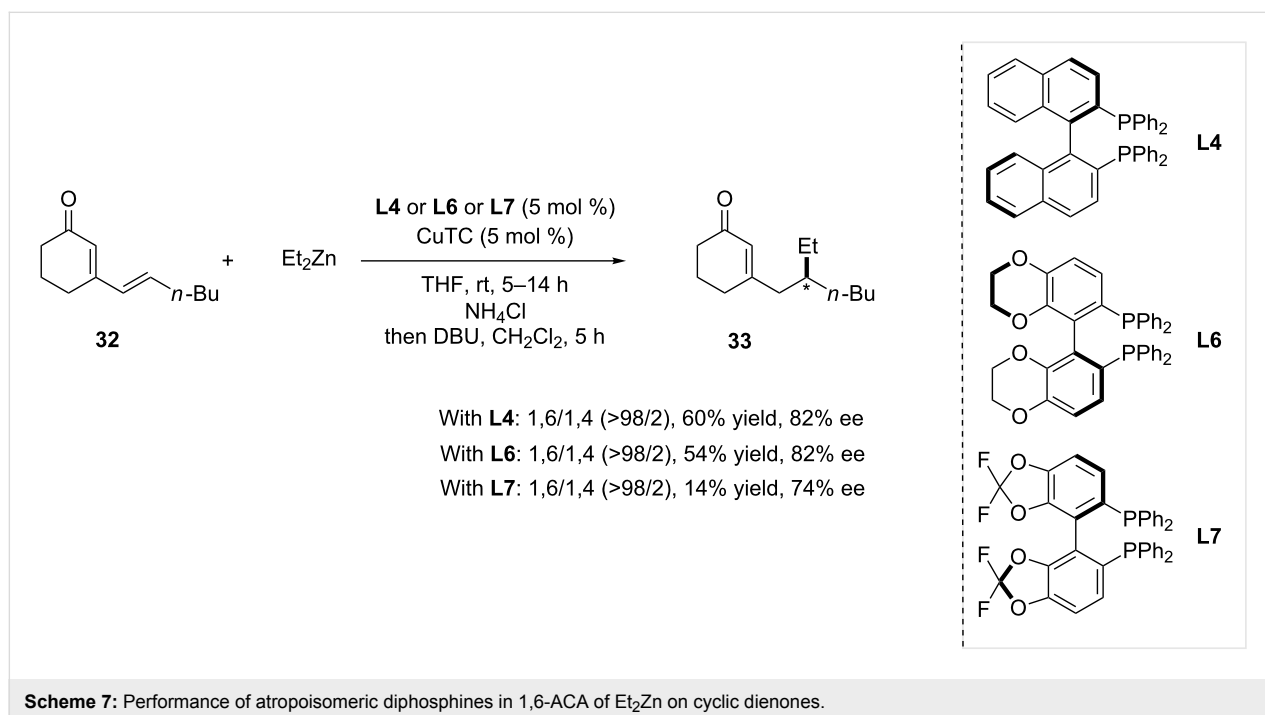 O
n-Bu
32
+
Et₂Zn
L4 or L6 or L7 (5 mol %)
CuTC (5 mol %)
THF, rt, 5–14 h
NH₄Cl
then DBU, CH₂Cl₂, 5 h
O
Et
*
n-Bu
33
With L4: 1,6/1,4 (>98/2), 60% yield, 82% ee
With L6: 1,6/1,4 (>98/2), 54% yield, 82% ee
With L7: 1,6/1,4 (>98/2), 14% yield, 74% ee
PPh₂
PPh₂
L4
O
O
PPh₂
O
PPh₂
O
L6
F
O
F
O
PPh₂
F
O
PPh₂
F
O
L7
Scheme 7: Performance of atropoisomeric diphosphines in 1,6-ACA of Et₂Zn on cyclic dienones.